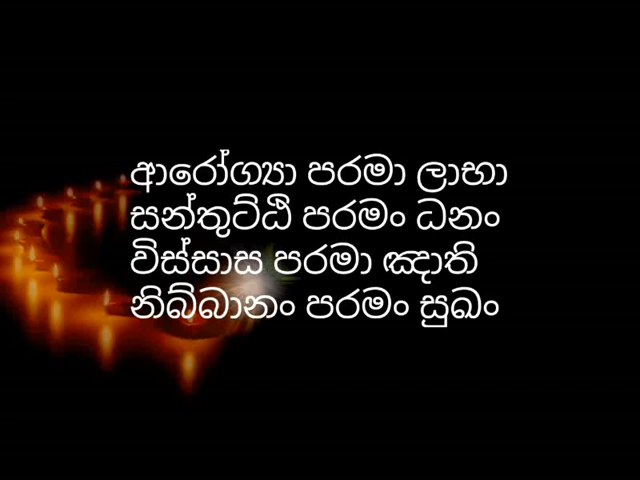 ආරෝග්‍යා පරමා ලාභා
සන්තුට්ඨි පරමං ධනං
විස්සාස පරමා ඤාති
නිබ්බානං පරමං සුඛං